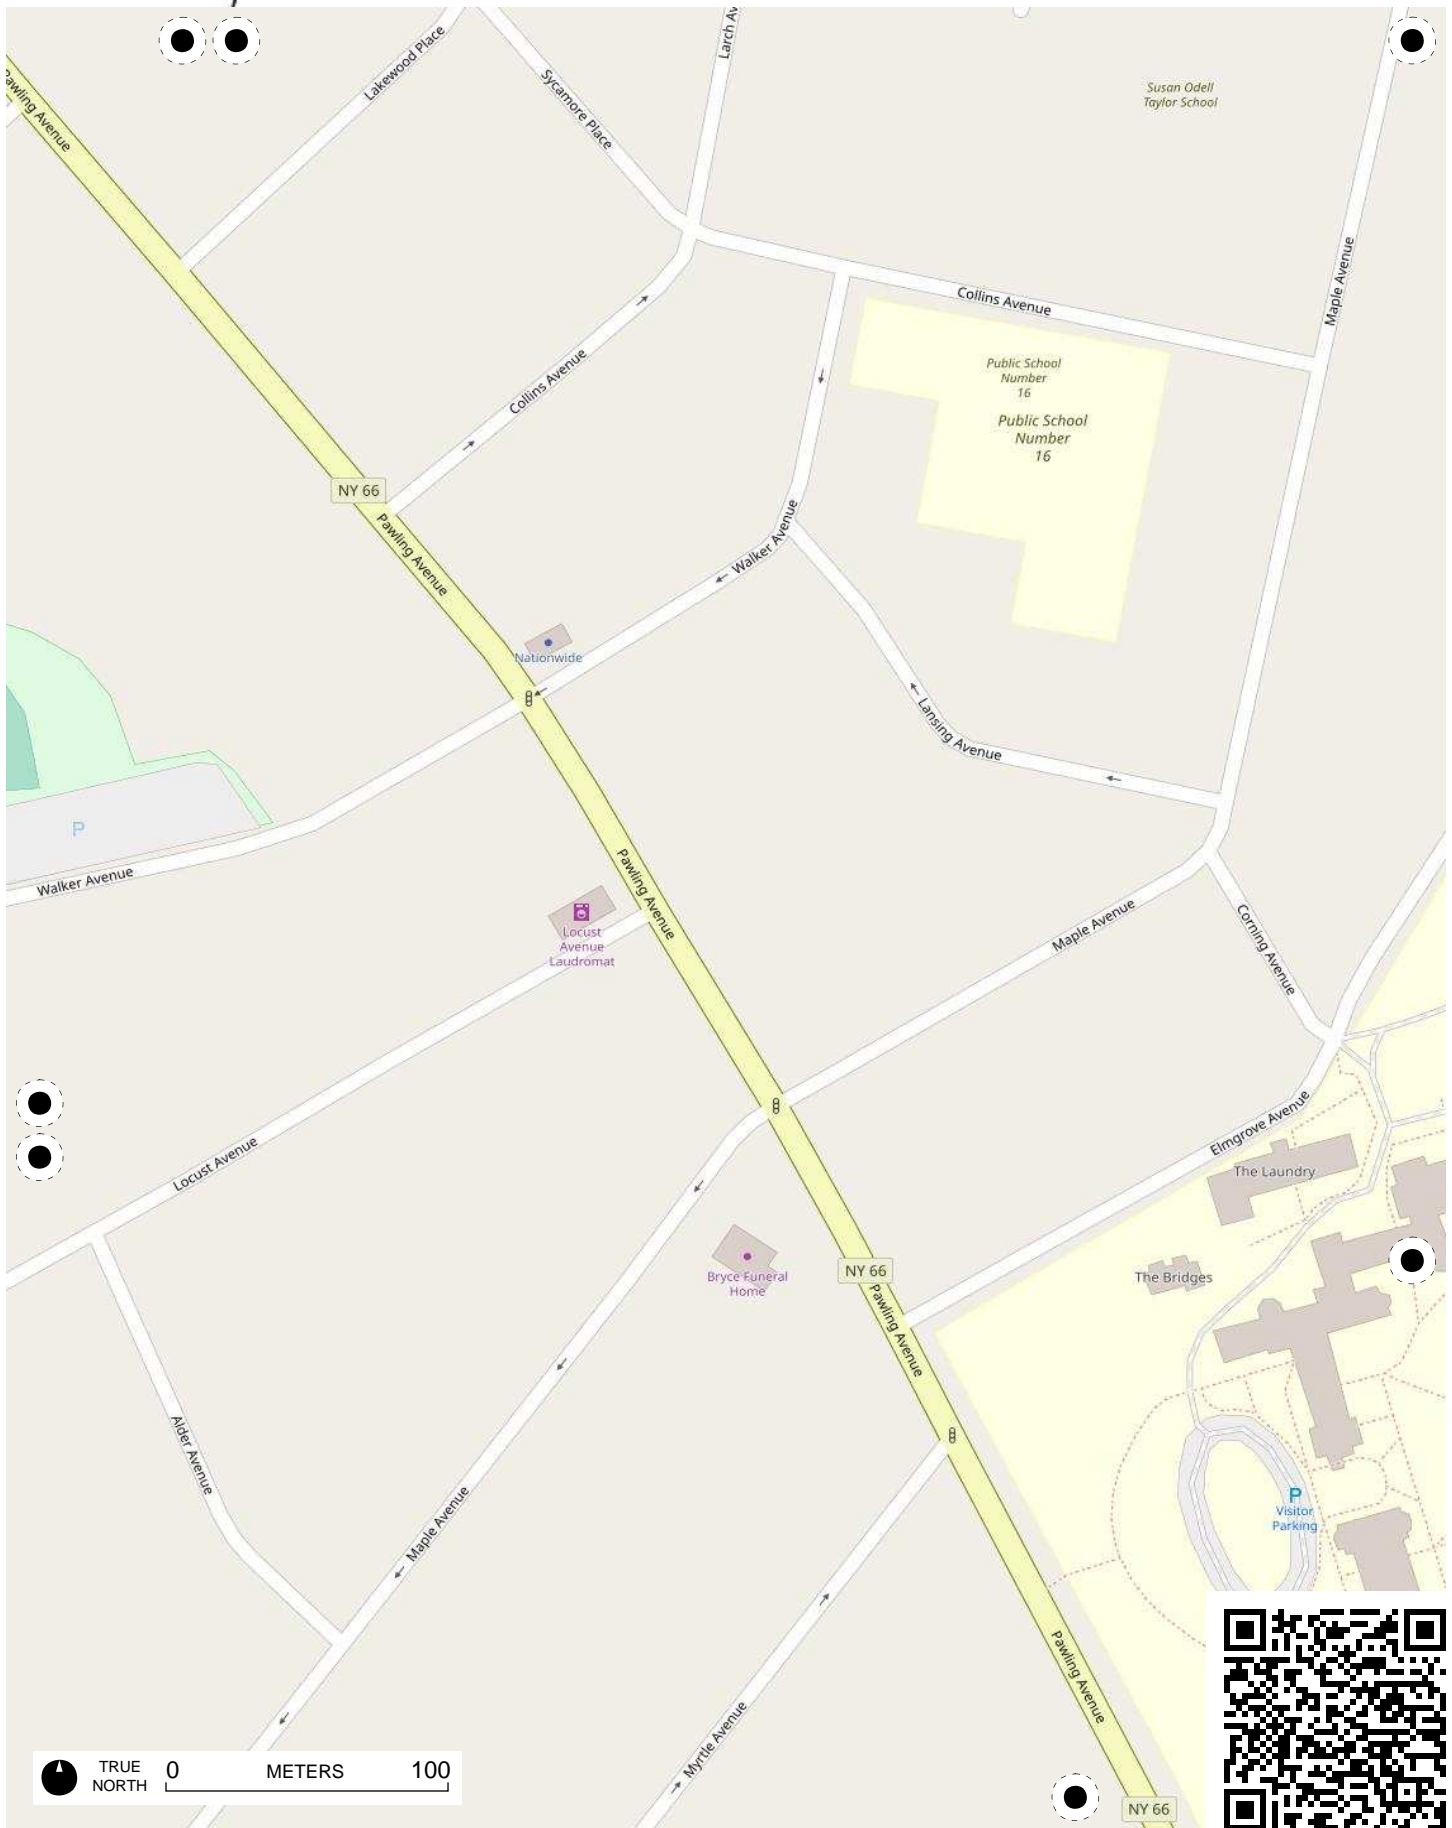 Lakewood Place
Larch Av
Sycamore Place
Susan Odell
Taylor School
Pawling Avenue
Maple Avenue
Collins Avenue
Collins Avenue
Public School
Number
16
Public School
Number
16
NY 66
Pawling Avenue
Walker Avenue
Nationwide
Lansing Avenue
P
Walker Avenue
Pawling Avenue
Locust
Avenue
Laudromat
Maple Avenue
Corning Avenue
Locust Avenue
Elmgrove Avenue
The Laundry
NY 66
Bryce Funeral
Home
The Bridges
Pawling Avenue
Alder Avenue
Maple Avenue
P
Visitor
Parking
Pawling Avenue
Myrtle Avenue
TRUE
NORTH
0 METERS 100
NY 66